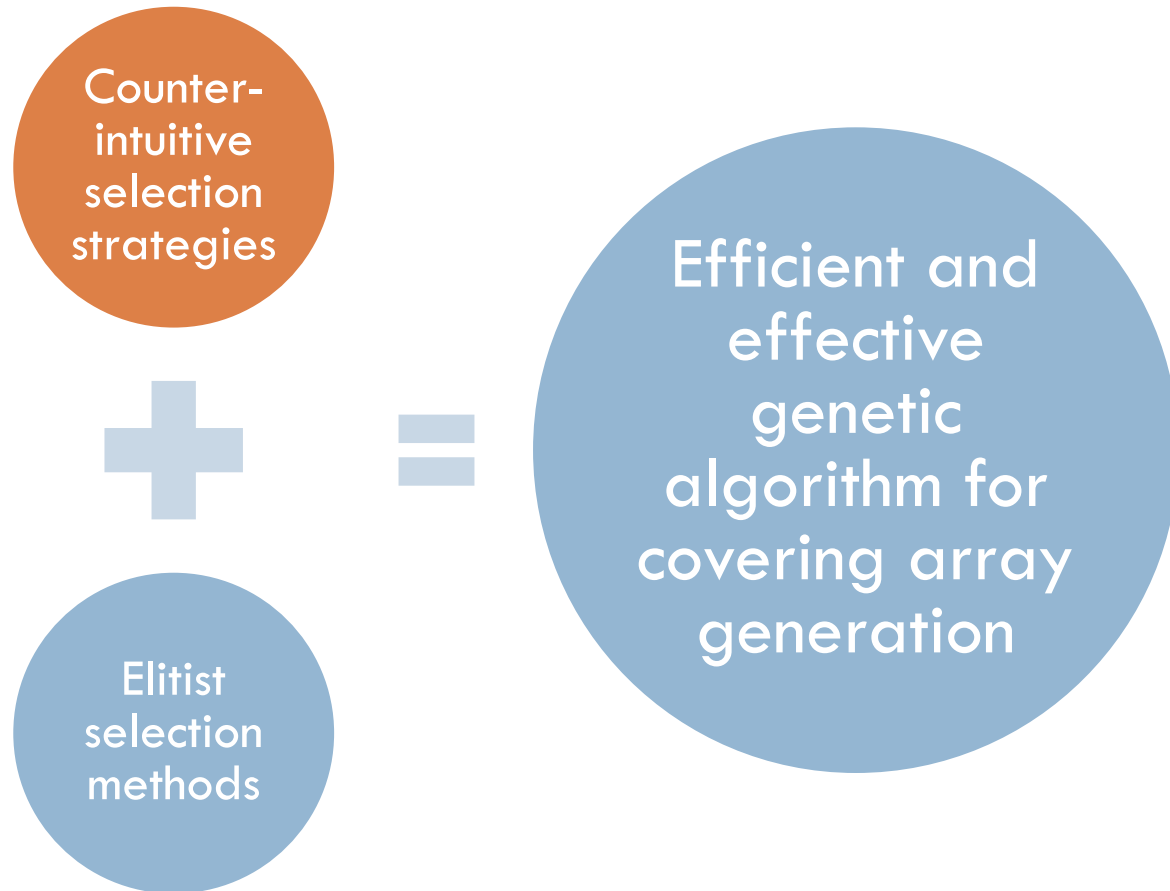 Counter-
intuitive
selection
strategies
Elitist
selection
methods
Efficient and
effective
genetic
algorithm for
covering array
generation